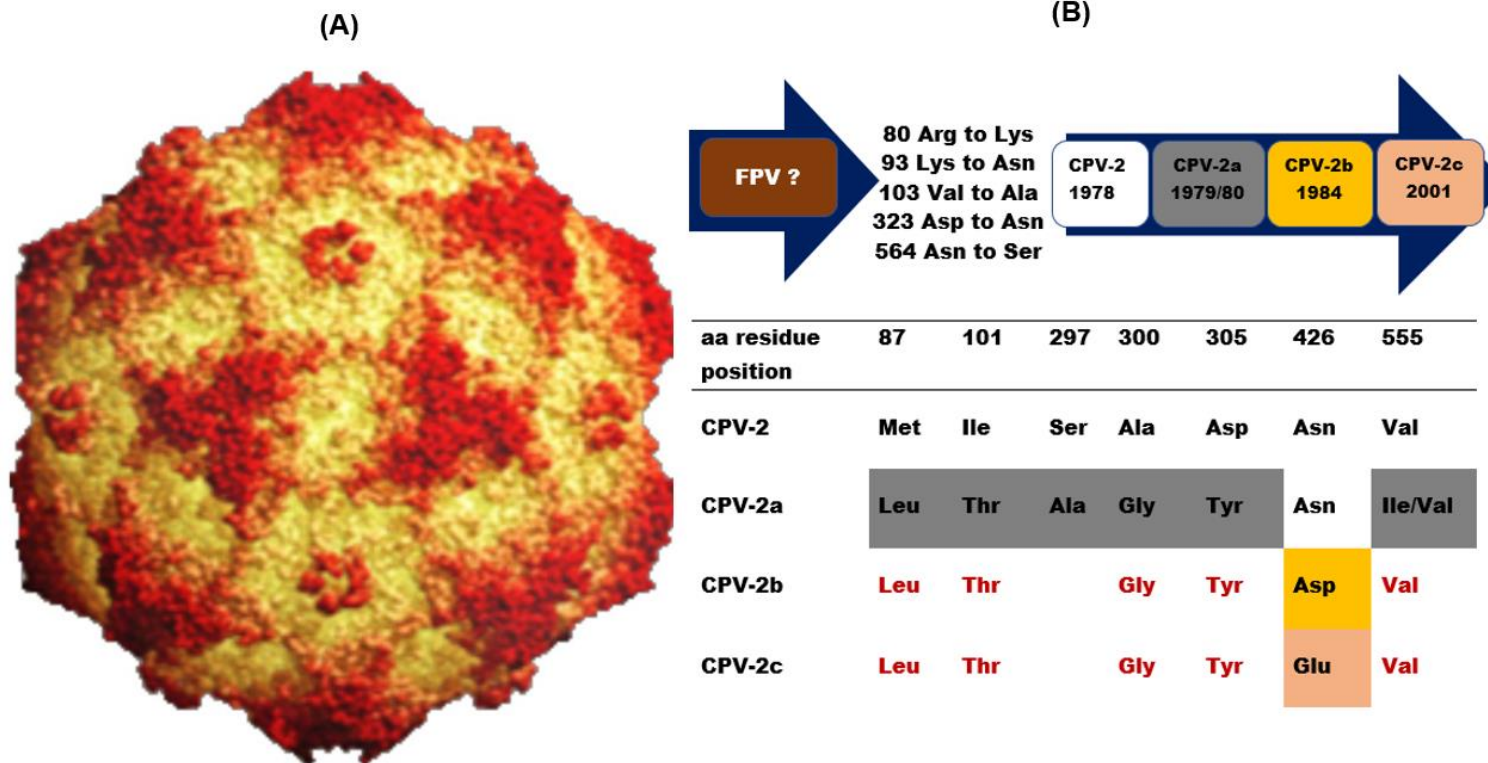 (A)
(B)
FPV ?
80 Arg to Lys
93 Lys to Asn
103 Val to Ala
323 Asp to Asn
564 Asn to Ser
CPV-2
1978
CPV-2a
1979/80
CPV-2b
1984
CPV-2c
2001
aa residue position 87 101 297 300 305 426 555
CPV-2 Met Ile Ser Ala Asp Asn Val
CPV-2a Leu Thr Ala Gly Tyr Asn Ile/Val
CPV-2b Leu Thr Gly Tyr Asp Val
CPV-2c Leu Thr Gly Tyr Glu Val